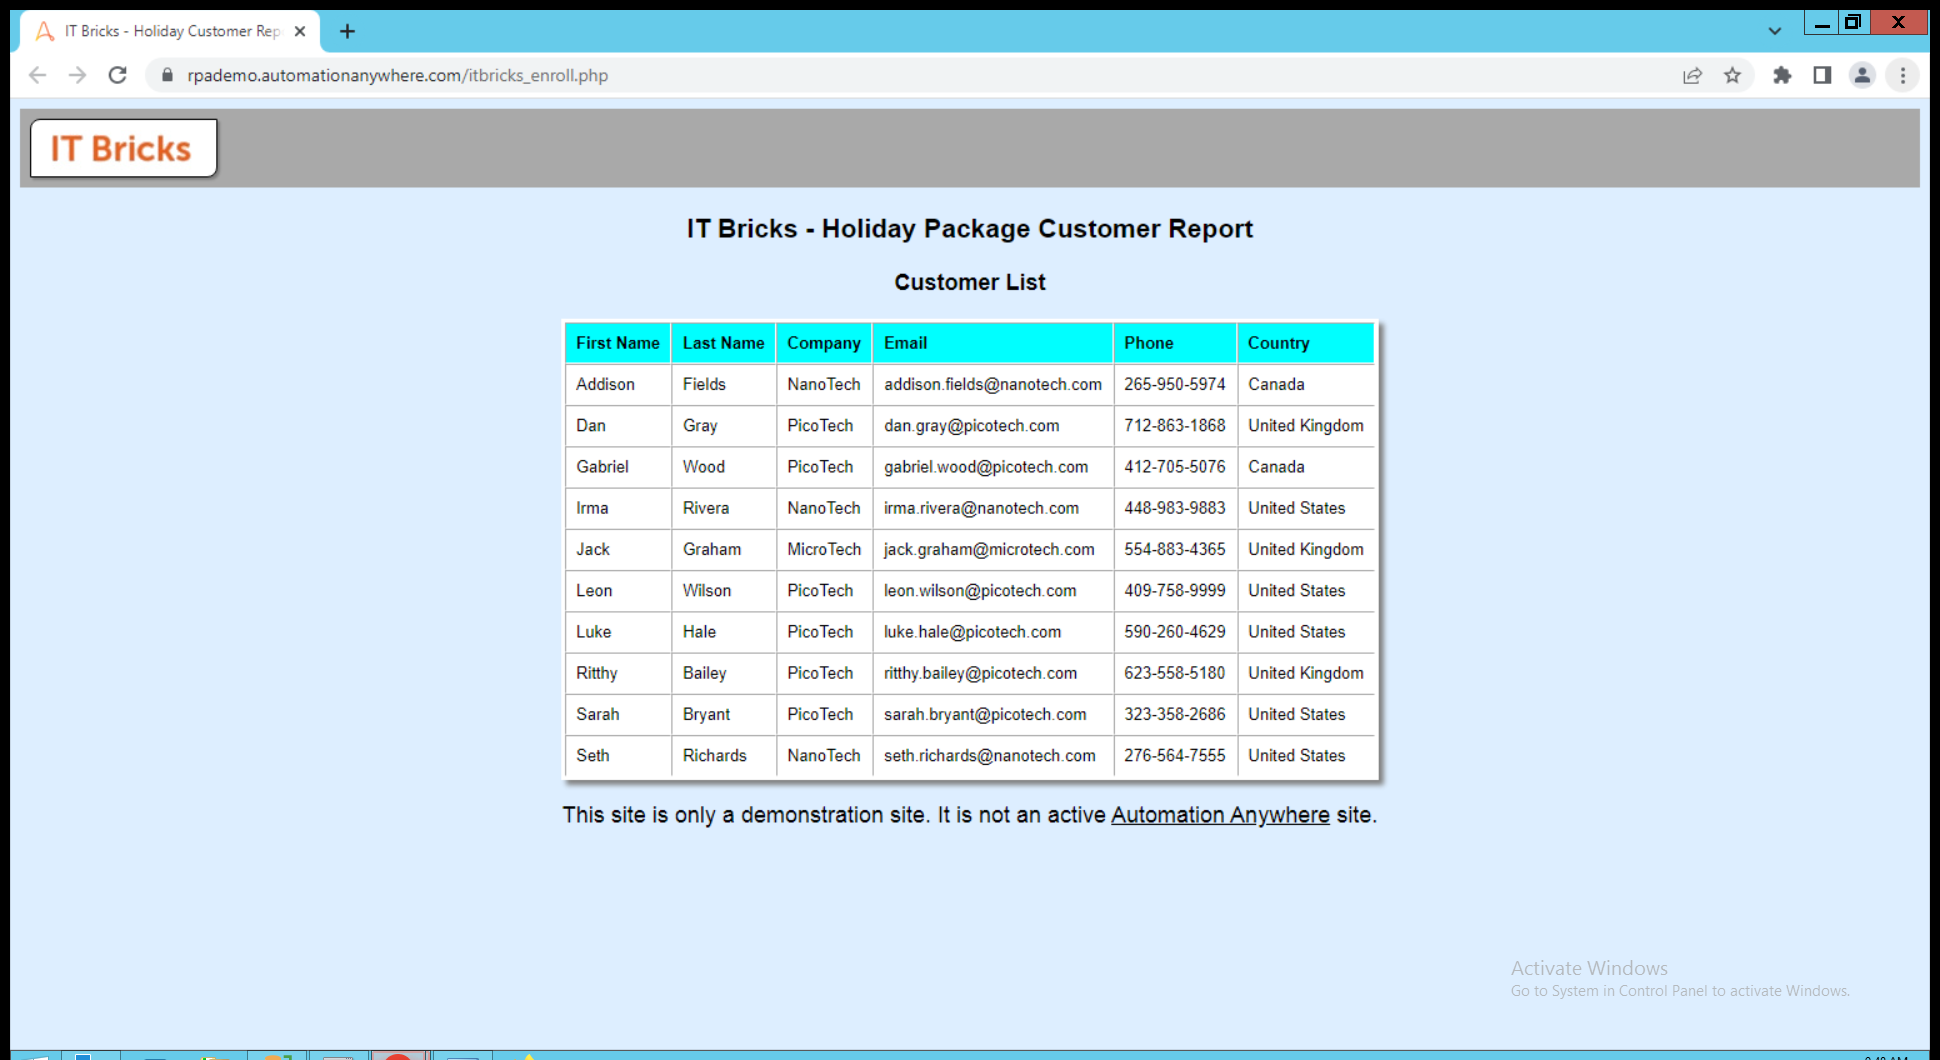 IT Bricks - Holiday Customer Rep
rpademo.automationanywhere.com/itbricks_enroll.php
IT Bricks
IT Bricks - Holiday Package Customer Report
Customer List
First Name Last Name Company Email Phone Country
Addison Fields NanoTech addison.fields@nanotech.com 265-950-5974 Canada
Dan Gray PicoTech dan.gray@picotech.com 712-863-1868 United Kingdom
Gabriel Wood PicoTech gabriel.wood@picotech.com 412-705-5076 Canada
Irma Rivera NanoTech irma.rivera@nanotech.com 448-983-9883 United States
Jack Graham MicroTech jack.graham@microtech.com 554-883-4365 United Kingdom
Leon Wilson PicoTech leon.wilson@picotech.com 409-758-9999 United States
Luke Hale PicoTech luke.hale@picotech.com 590-260-4629 United States
Ritthy Bailey PicoTech ritthy.bailey@picotech.com 623-558-5180 United Kingdom
Sarah Bryant PicoTech sarah.bryant@picotech.com 323-358-2686 United States
Seth Richards NanoTech seth.richards@nanotech.com 276-564-7555 United States
This site is only a demonstration site. It is not an active Automation Anywhere site.
Activate Windows
Go to System in Control Panel to activate Windows.